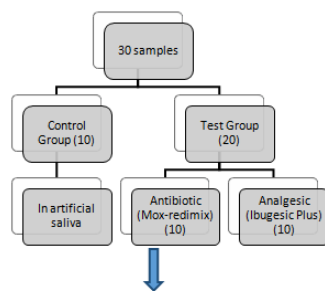 30 samples
Control
Group (10)
Test Group
(20)
In artificial
saliva
Antibiotic
(Mox-redimix)
(10)
Analgesic
(Ibugesic Plus)
(10)